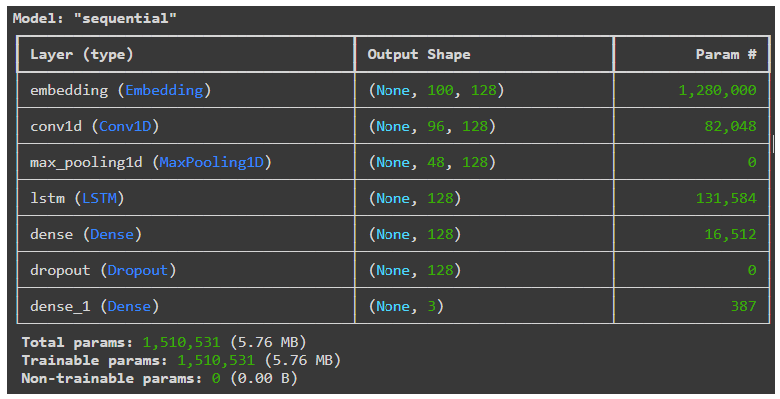 Model: "sequential"
Layer (type) Output Shape Param #
embedding (Embedding) (None, 100, 128) 1,280,000
conv1d (Conv1D) (None, 96, 128) 82,048
max_pooling1d (MaxPooling1D) (None, 48, 128) 0
lstm (LSTM) (None, 128) 131,584
dense (Dense) (None, 128) 16,512
dropout (Dropout) (None, 128) 0
dense_1 (Dense) (None, 3) 387
Total params: 1,510,531 (5.76 MB)
Trainable params: 1,510,531 (5.76 MB)
Non-trainable params: 0 (0.00 B)